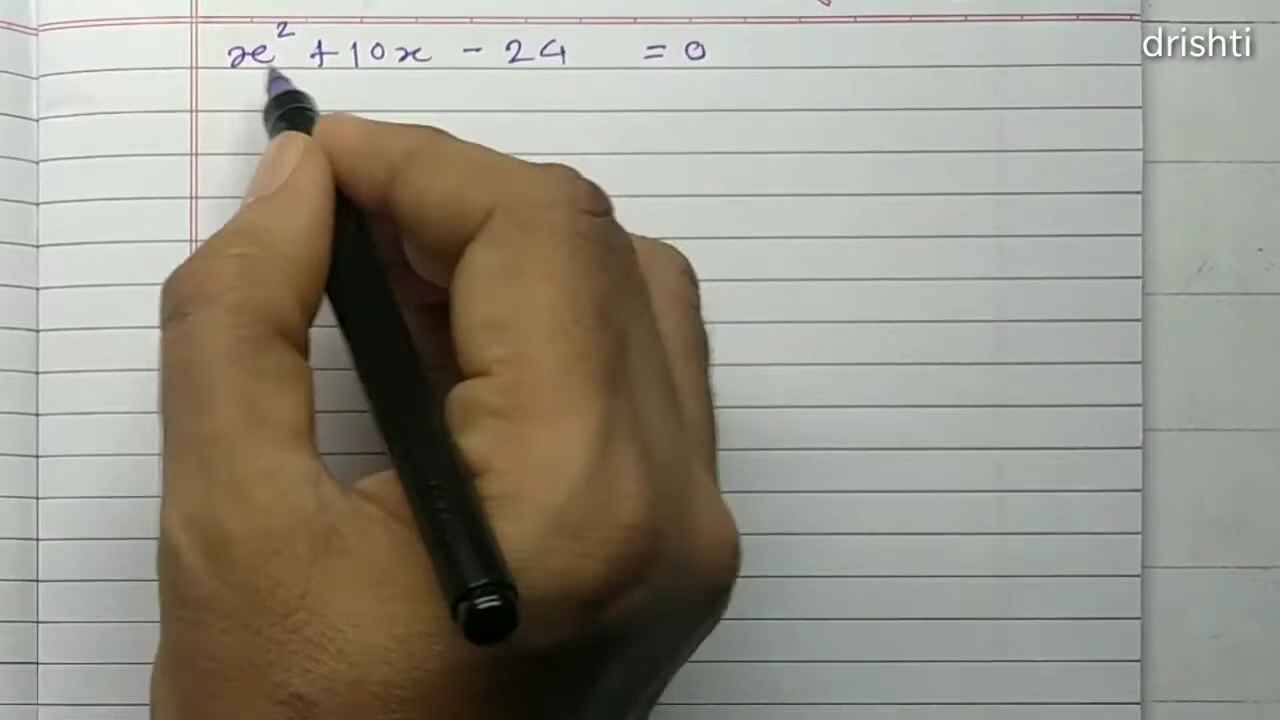 x² + 10x - 24 = 0
drishti